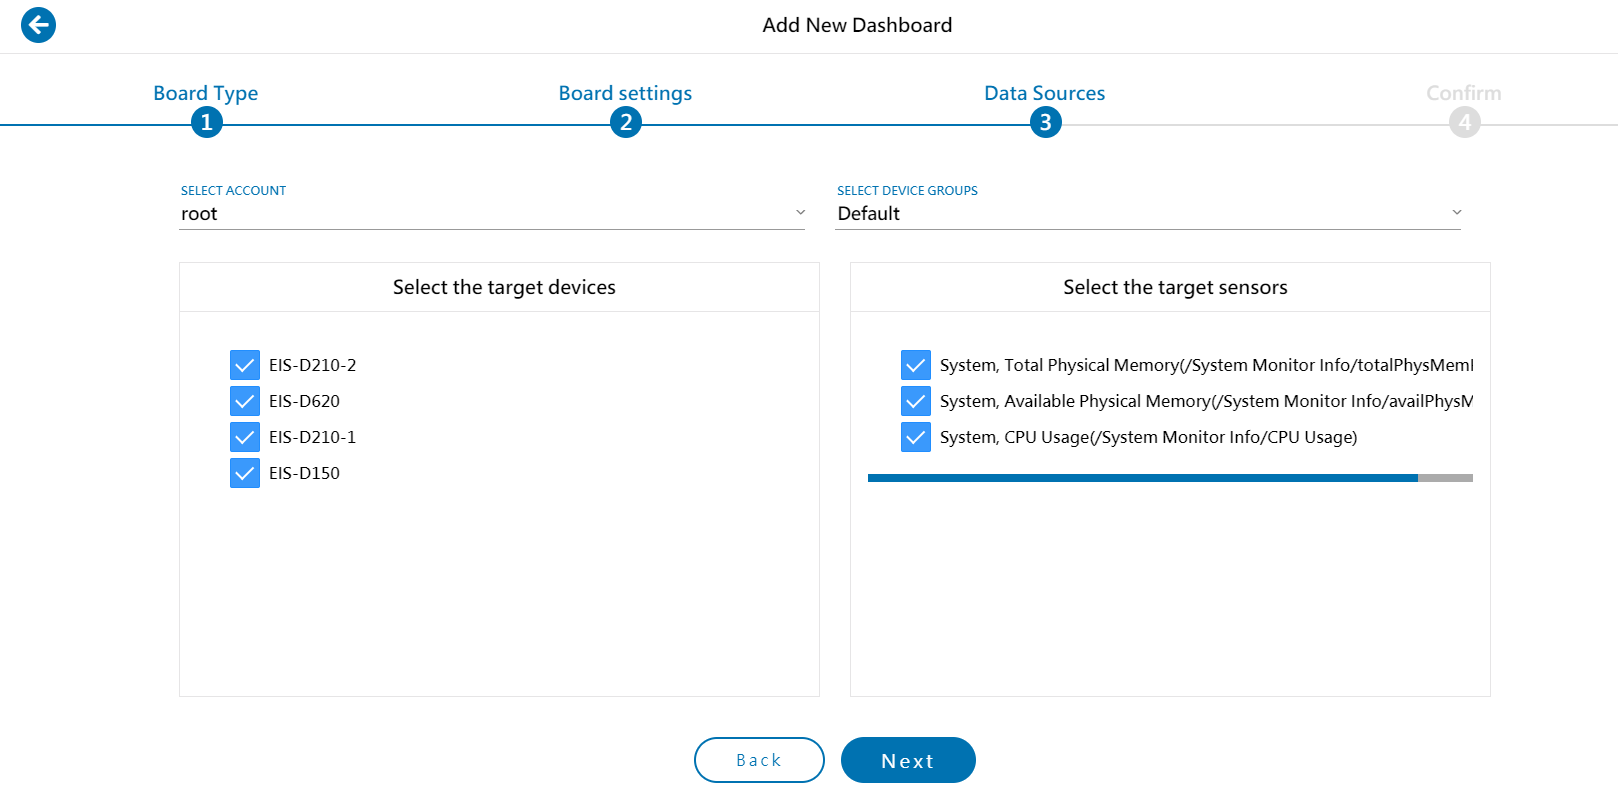 Add New Dashboard
Board Type
Board settings
Data Sources
Confirm
1
2
3
4
SELECT ACCOUNT
root
SELECT DEVICE GROUPS
Default
Select the target devices
EIS-D210-2
EIS-D620
EIS-D210-1
EIS-D150
Select the target sensors
System, Total Physical Memory(/System Monitor Info/totalPhysMem
System, Available Physical Memory(/System Monitor Info/availPhysM
System, CPU Usage(/System Monitor Info/CPU Usage)
Back
Next